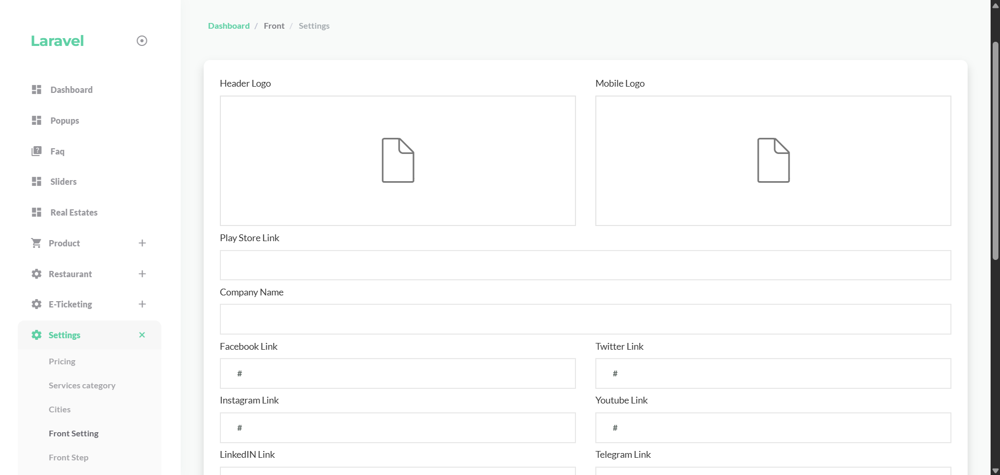 Laravel
Dashboard
Popups
Faq
Sliders
Real Estates
Product
Restaurant
E-Ticketing
Settings
Pricing
Services category
Cities
Front Setting
Front Step
Dashboard / Front / Settings
Header Logo
Mobile Logo
Play Store Link
Company Name
Facebook Link
Twitter Link
#
#
Instagram Link
Youtube Link
#
#
LinkedIN Link
Telegram Link